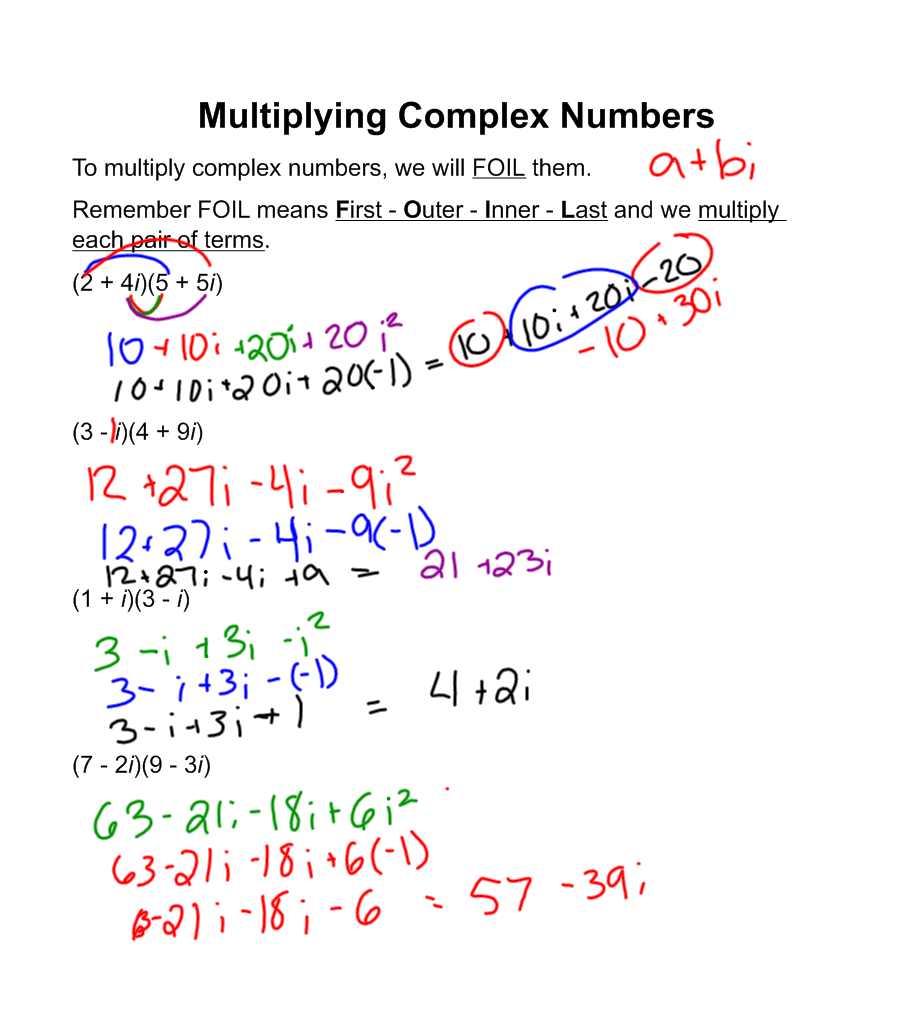 Multiplying Complex Numbers
To multiply complex numbers, we will FOIL them. a+bi
Remember FOIL means First - Outer - Inner - Last and we multiply
each pair of terms.
(2 + 4i)(5 + 5i)
10 + 10i + 20i + 20i²
10 + 10i + 20i + 20(-1) = 10 + 10i + 20i - 20
-10 + 30i
(3 - 1i)(4 + 9i)
12 + 27i - 4i - 9i²
12 + 27i - 4i - 9(-1)
12 + 27i - 4i + 9 = 21 + 23i
(1 + i)(3 - i)
3 - i + 3i - i²
3 - i + 3i - (-1)
3 - i + 3i + 1 = 4 + 2i
(7 - 2i)(9 - 3i)
63 - 21i - 18i + 6i²
63 - 21i - 18i + 6(-1)
-21i - 18i - 6 = 57 - 39i